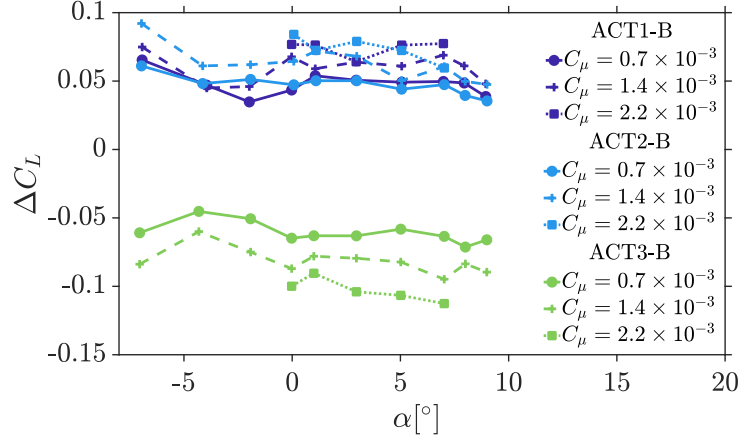 0.1
0.05
0
-0.05
-0.1
-0.15
ΔC_L
-5 0 5 10 15 20
α[°]
ACT1-B
C_μ = 0.7 × 10⁻³
C_μ = 1.4 × 10⁻³
C_μ = 2.2 × 10⁻³
ACT2-B
C_μ = 0.7 × 10⁻³
C_μ = 1.4 × 10⁻³
C_μ = 2.2 × 10⁻³
ACT3-B
C_μ = 0.7 × 10⁻³
C_μ = 1.4 × 10⁻³
C_μ = 2.2 × 10⁻³